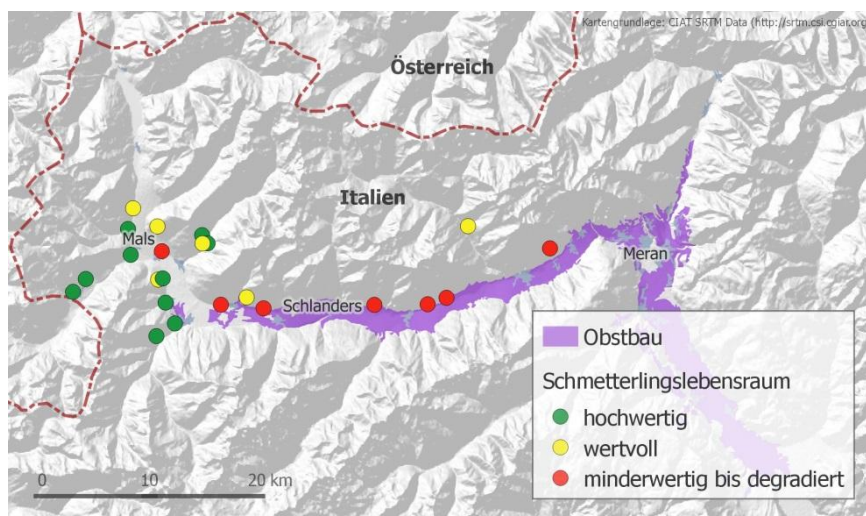 Kartengrundlege: CIAT SRTM Data (http://srtm.csi.cgiar.org
Österreich
Italien
Mals
Meran
Schlanders
Obstbau
Schmetterlingslebensraum
hochwertig
wertvoll
minderwertig bis degradiert
0 10 20 km